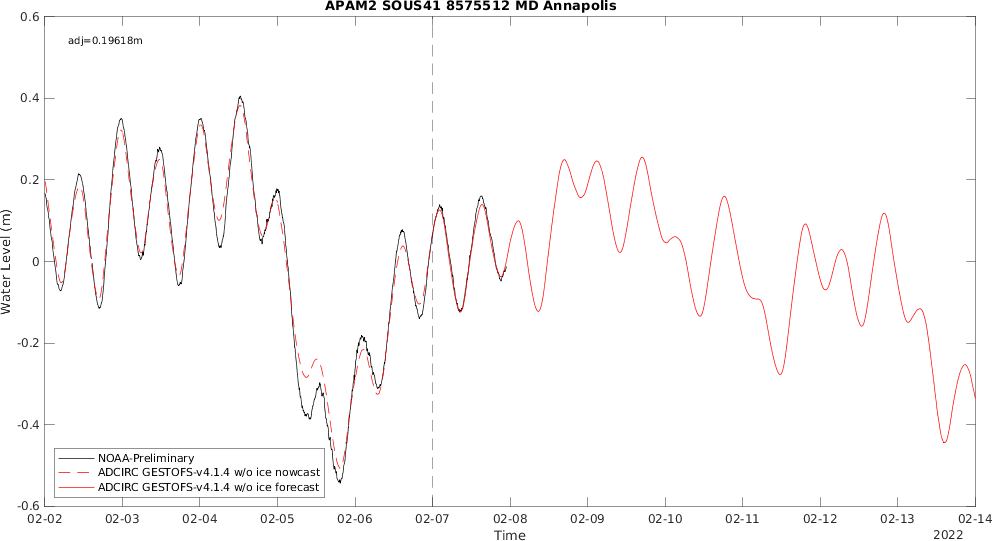 APAM2 SOUS41 8575512 MD Annapolis
adj=0.19618m
0.6
0.4
0.2
0
-0.2
-0.4
-0.6
Water Level (m)
NOAA-Preliminary
ADCIRC GESTOFS-v4.1.4 w/o ice nowcast
ADCIRC GESTOFS-v4.1.4 w/o ice forecast
02-02 02-03 02-04 02-05 02-06 02-07 02-08 02-09 02-10 02-11 02-12 02-13 02-14
Time
2022